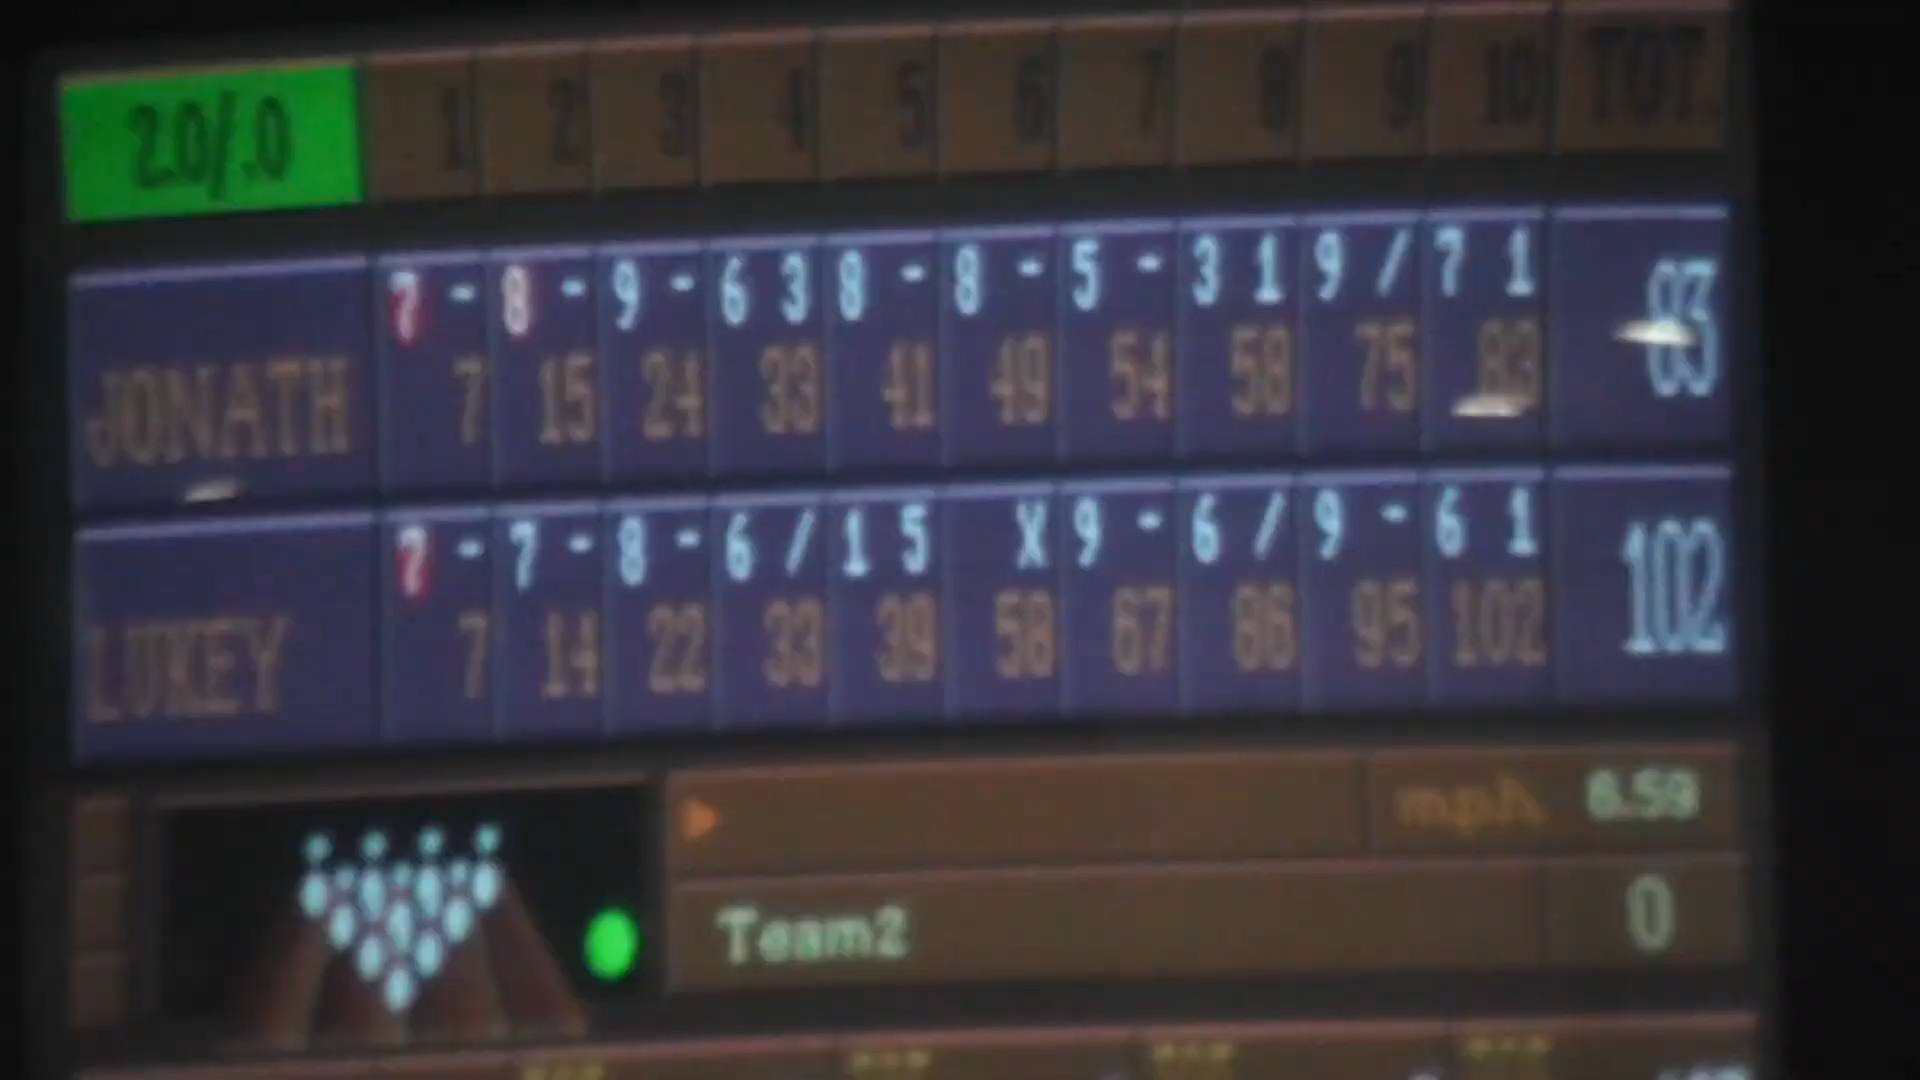 2.0/.0 1 2 3 4 5 6 7 8 9 10 TOT.
7 - 8 - 9 - 6 3 8 - 8 - 5 - 3 1 9 / 7 1
JONATH 7 15 24 33 41 49 54 58 75 83 83
7 - 7 - 8 - 6 / 1 5 X 9 - 6 / 9 - 6 1
LUKEY 7 14 22 33 39 58 67 86 95 102 102
mph 6.59
Team2 0